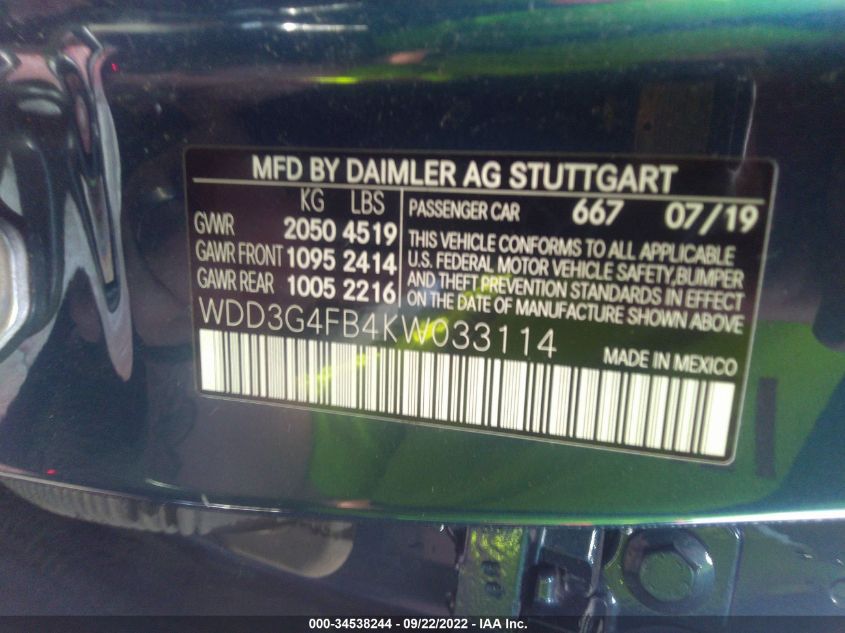 MFD BY DAIMLER AG STUTTGART
KG LBS
GVWR 2050 4519
GAWR FRONT 1095 2414
GAWR REAR 1005 2216
PASSENGER CAR 667 07/19
THIS VEHICLE CONFORMS TO ALL APPLICABLE
U.S. FEDERAL MOTOR VEHICLE SAFETY,BUMPER
AND THEFT PREVENTION STANDARDS IN EFFECT
ON THE DATE OF MANUFACTURE SHOWN ABOVE
WDD3G4FB4KW033114
MADE IN MEXICO
000-34538244 - 09/22/2022 - IAA Inc.